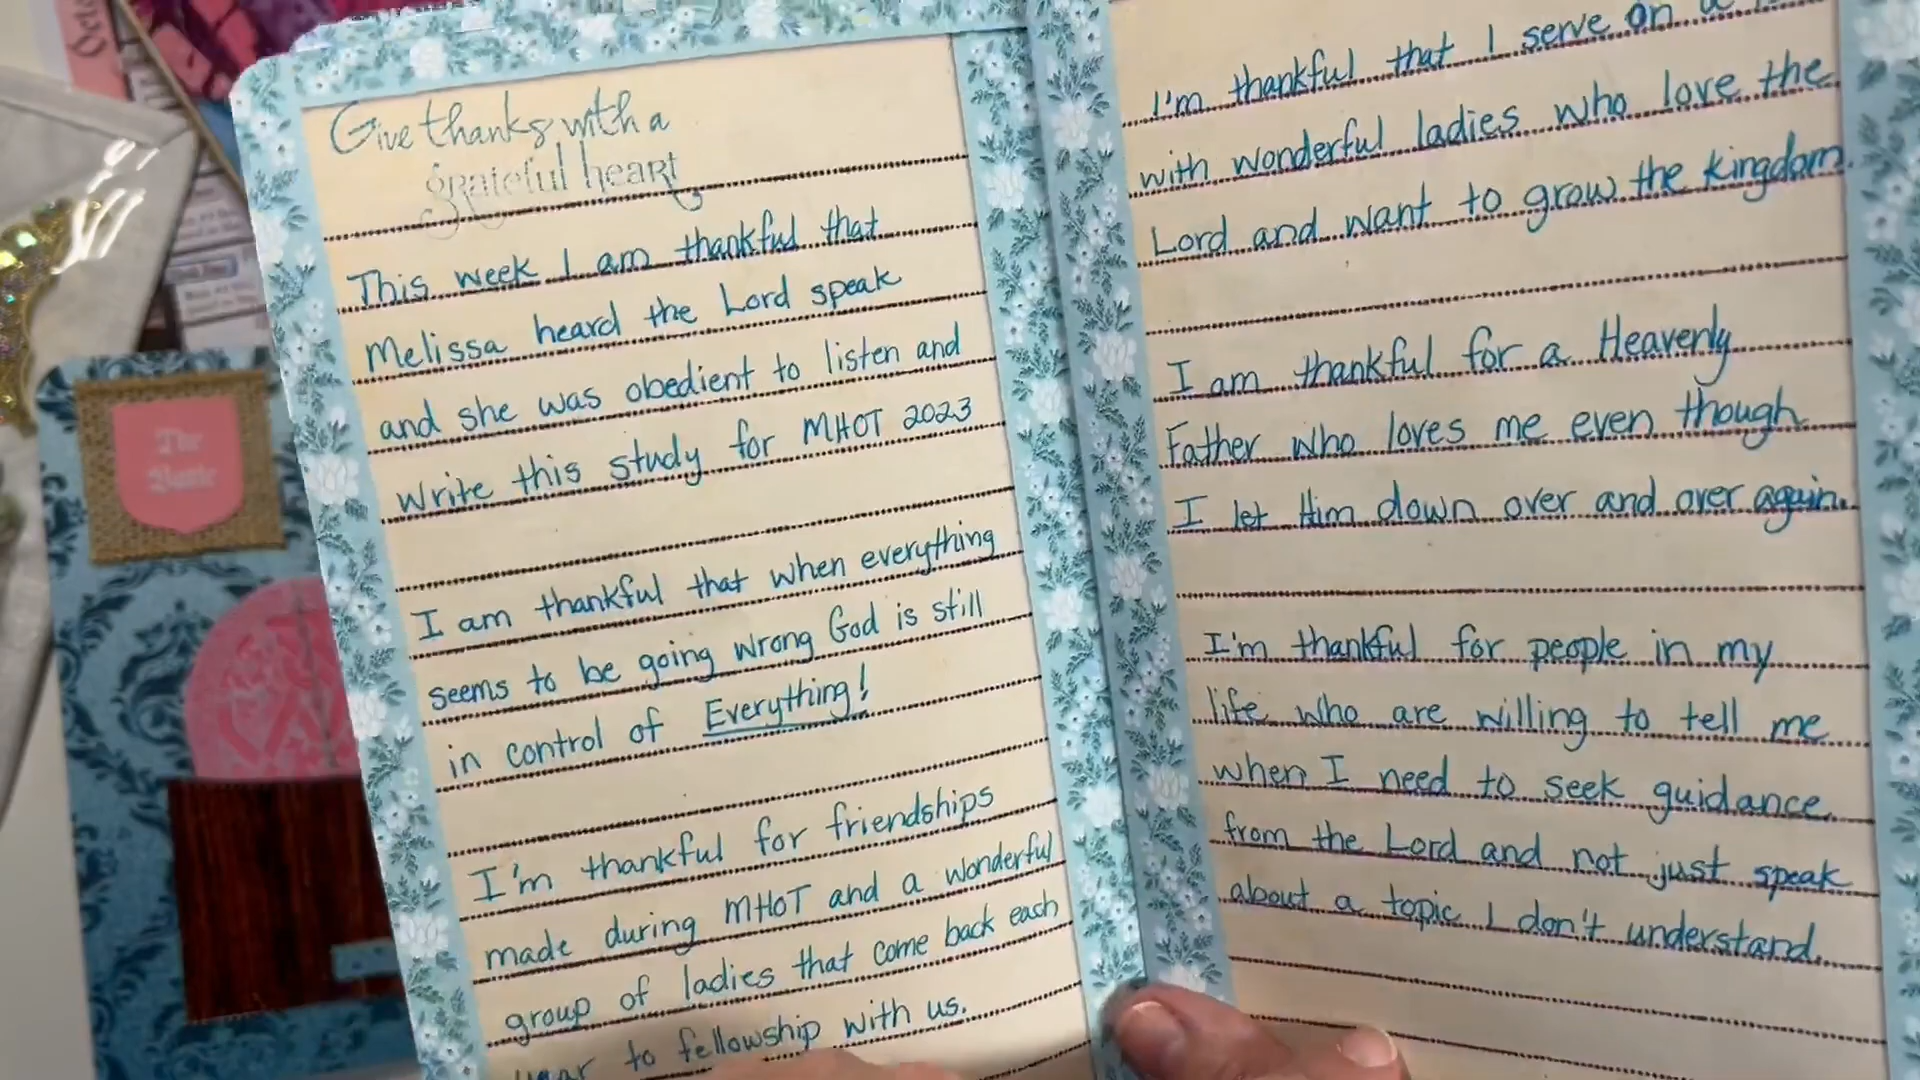 Give thanks with a
grateful heart
This week I am thankful that
Melissa heard the Lord speak
and she was obedient to listen and
write this study for MHOT 2023
I am thankful that when everything
seems to be going wrong God is still
in control of Everything!
I'm thankful for friendships
made during MHOT and a wonderful
group of ladies that come back each
year to fellowship with us.
I'm thankful that I serve on a
with wonderful ladies who love the
Lord and want to grow the kingdom.
I am thankful for a Heavenly
Father who loves me even though
I let Him down over and over again.
I'm thankful for people in my
life who are willing to tell me
when I need to seek guidance
from the Lord and not just speak
about a topic I don't understand.
The
Battle